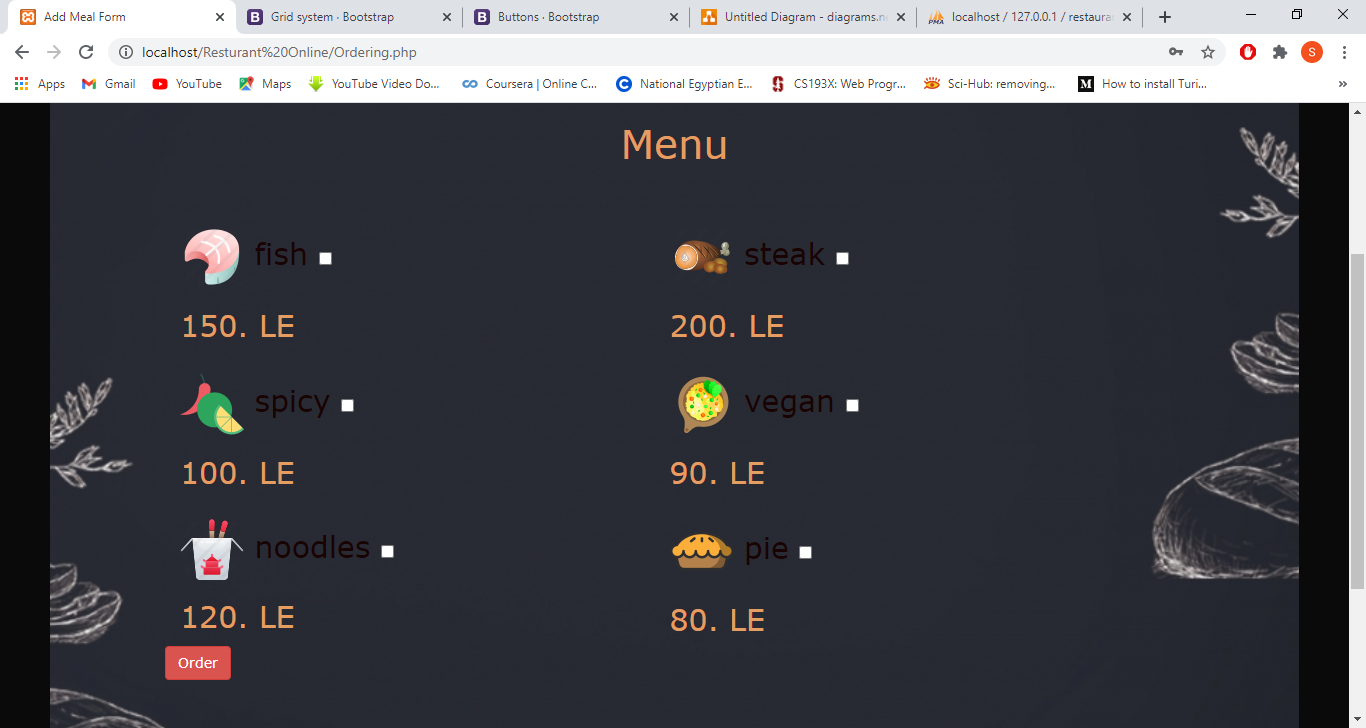 Add Meal Form
Grid system · Bootstrap
Buttons · Bootstrap
Untitled Diagram - diagrams.ne
localhost / 127.0.0.1 / restaurar
localhost/Resturant%20Online/Ordering.php
S
Apps
Gmail
YouTube
Maps
YouTube Video Do...
Coursera | Online C...
National Egyptian E...
CS193X: Web Progr...
Sci-Hub: removing...
How to install Turi...
Menu
fish
steak
150. LE
200. LE
spicy
vegan
100. LE
90. LE
noodles
pie
120. LE
80. LE
Order